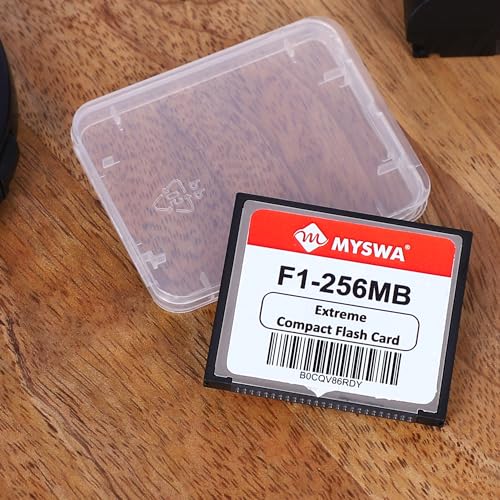 MYSWA®
F1-256MB
Extreme
Compact Flash Card
B0CQV86RDY